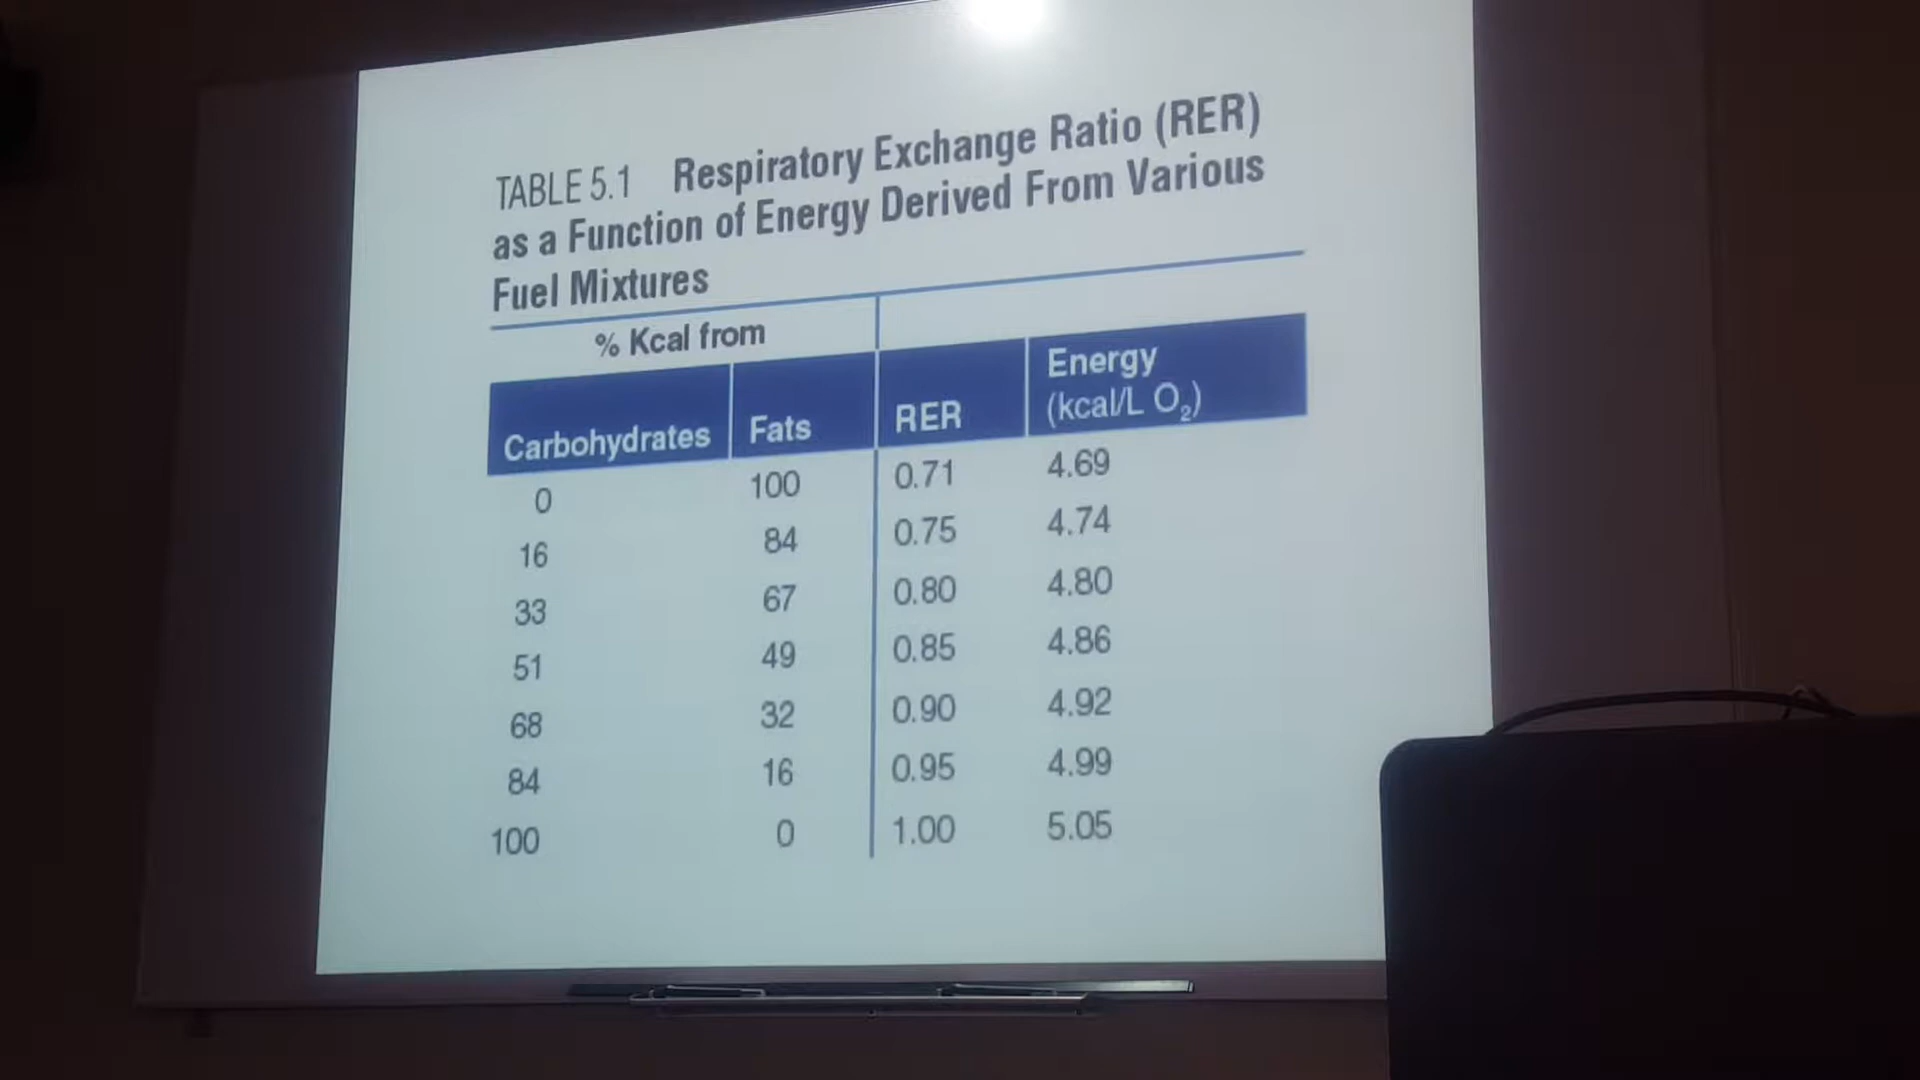 TABLE 5.1 Respiratory Exchange Ratio (RER)
as a Function of Energy Derived From Various
Fuel Mixtures
% Kcal from
Carbohydrates Fats RER Energy (kcal/L O₂)
0 100 0.71 4.69
16 84 0.75 4.74
33 67 0.80 4.80
51 49 0.85 4.86
68 32 0.90 4.92
84 16 0.95 4.99
100 0 1.00 5.05